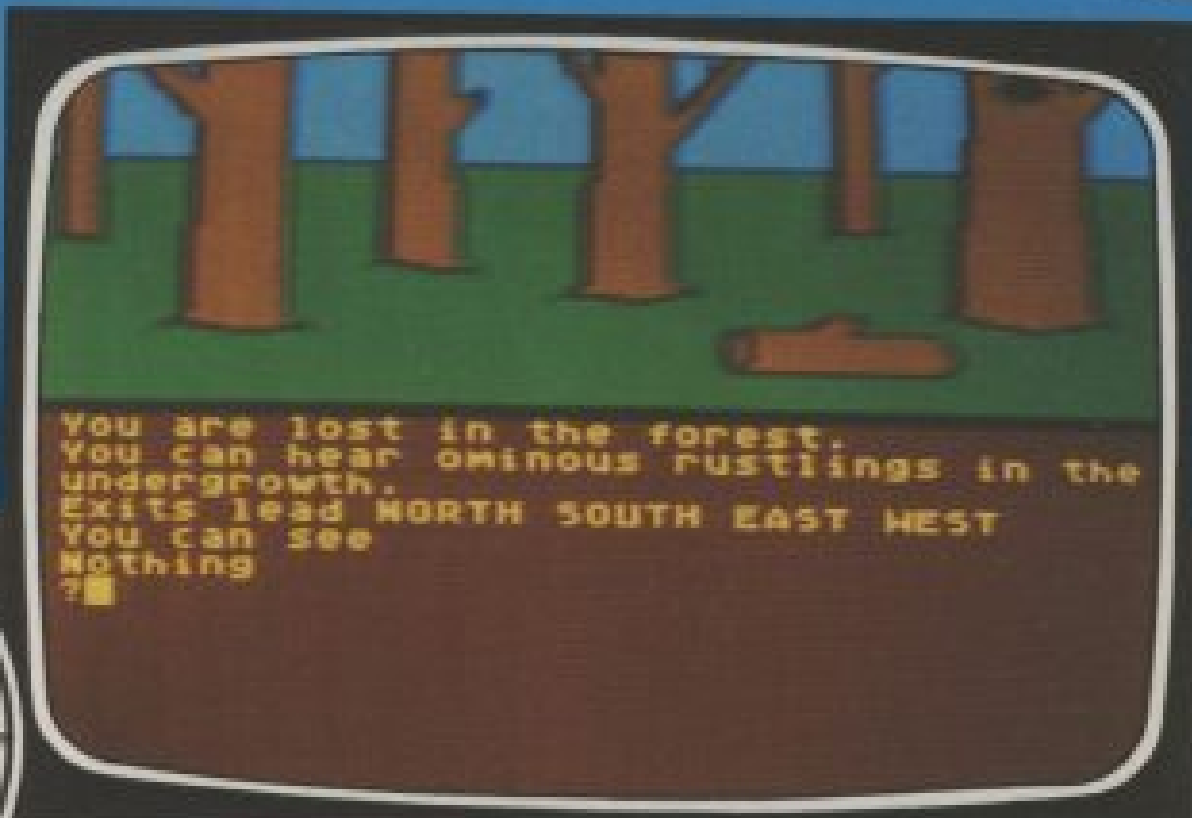 You are lost in the forest.
You can hear ominous rustlings in the
undergrowth.
Exits lead NORTH SOUTH EAST WEST
You can see
Nothing
?